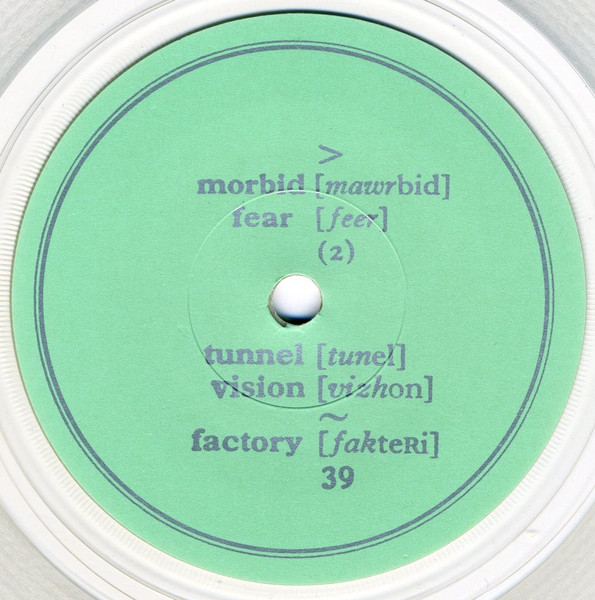 >
morbid [mawrbid]
fear [feer]
(2)
tunnel [tunel]
vision [vizhon]
~
factory [fakteRi]
39